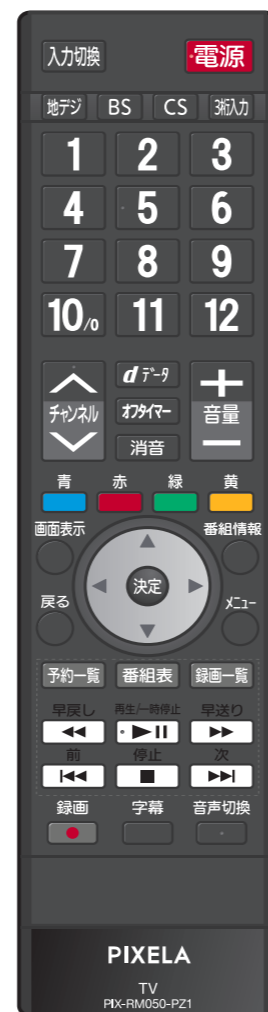 入力切換 電源
地デジ BS CS 3桁入力
1 2 3
4 5 6
7 8 9
10/0 11 12
dデータ
チャンネル オフタイマー 音量
消音
青 赤 緑 黄
画面表示 番組情報
決定
戻る メニュー
予約一覧 番組表 録画一覧
早戻し 再生/一時停止 早送り
前 停止 次
録画 字幕 音声切換
PIXELA
TV
PIX-RM050-PZ1